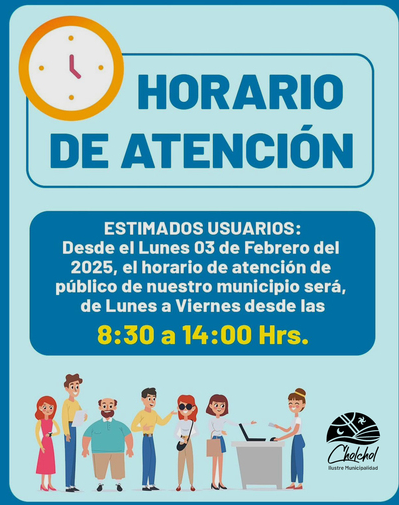 HORARIO
DE ATENCIÓN
ESTIMADOS USUARIOS:
Desde el Lunes 03 de Febrero del
2025, el horario de atención de
público de nuestro municipio será,
de Lunes a Viernes desde las
8:30 a 14:00 Hrs.
Cholchol
Ilustre Municipalidad